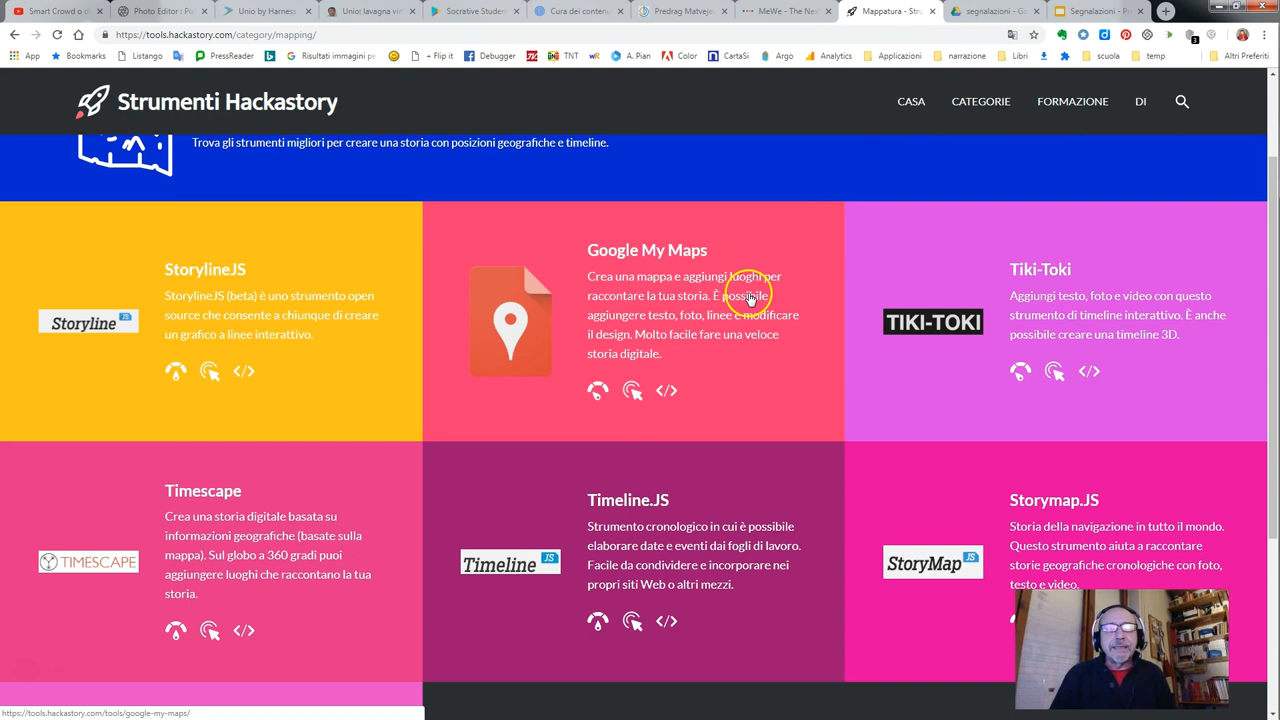 Smart Crowd o d
Photo Editor : Pix
Unio by Harness
Unio: lavagna vir
Socrative Studen
Cura dei contenu
Predrag Matvejev
MeWe - The Nex
Mappatura - Stru
segnalazioni - Go
Segnalazioni - Pr
https://tools.hackastory.com/category/mapping/
App
Bookmarks
Listato
Langing
PressReader
Risultati immagini pe
+ Flip it
Debugger
TNT
A. Pian
Color
CartaSi
Argo
Analytics
Applicazioni
narrazione
Libri
scuola
temp
Altri Preferiti
Strumenti Hackastory
CASA
CATEGORIE
FORMAZIONE
DI
Trova gli strumenti migliori per creare una storia con posizioni geografiche e timeline.
Storyline JS
StorylineJS
StorylineJS (beta) è uno strumento open
source che consente a chiunque di creare
un grafico a linee interattivo.
Google My Maps
Crea una mappa e aggiungi luoghi per
raccontare la tua storia. È possibile
aggiungere testo, foto, linee e modificare
il design. Molto facile fare una veloce
storia digitale.
TIKI-TOKI
Tiki-Toki
Aggiungi testo, foto e video con questo
strumento di timeline interattivo. È anche
possibile creare una timeline 3D.
TIMESCAPE
Timescape
Crea una storia digitale basata su
informazioni geografiche (basate sulla
mappa). Sul globo a 360 gradi puoi
aggiungere luoghi che raccontano la tua
storia.
Timeline JS
Timeline.JS
Strumento cronologico in cui è possibile
elaborare date e eventi dai fogli di lavoro.
Facile da condividere e incorporare nei
propri siti Web o altri mezzi.
StoryMap JS
Storymap.JS
Storia della navigazione in tutto il mondo.
Questo strumento aiuta a raccontare
storie geografiche cronologiche con foto,
testo e video.
https://tools.hackastory.com/tools/google-my-maps/